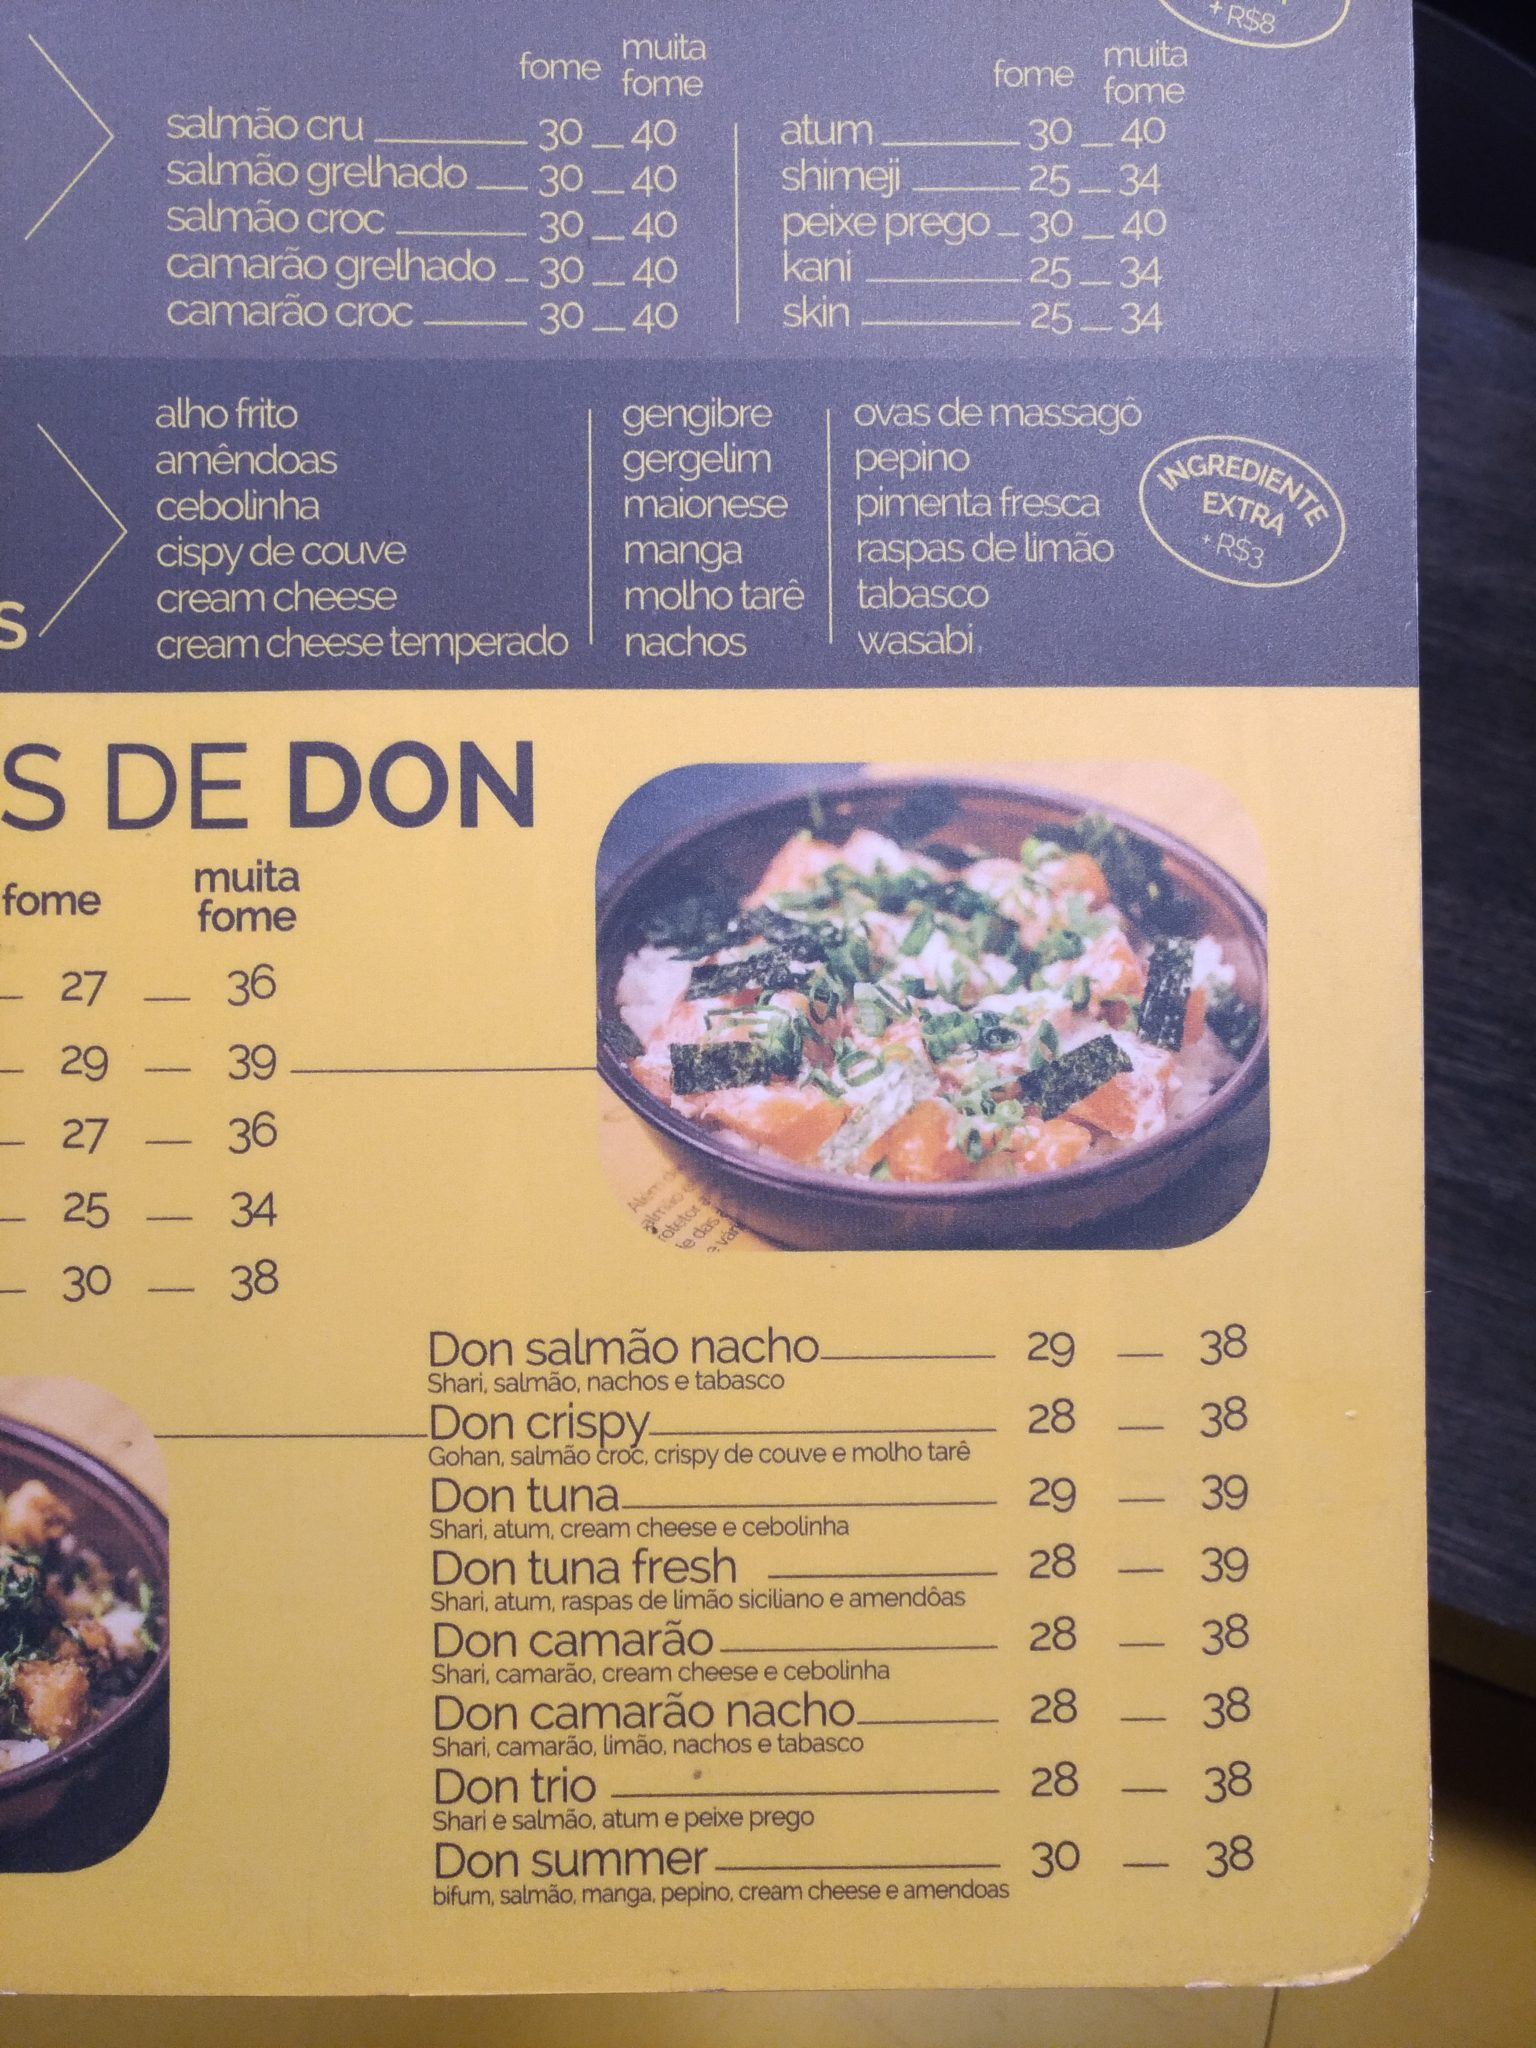 + R$8
fome muita fome
salmão cru 30 40
salmão grelhado 30 40
salmão croc 30 40
camarão grelhado 30 40
camarão croc 30 40
fome muita fome
atum 30 40
shimeji 25 34
peixe prego 30 40
kani 25 34
skin 25 34
S
alho frito
amêndoas
cebolinha
cispy de couve
cream cheese
cream cheese temperado
gengibre
gergelim
maionese
manga
molho tarê
nachos
ovas de massagô
pepino
pimenta fresca
raspas de limão
tabasco
wasabi
INGREDIENTE
EXTRA
+ R$3
S DE DON
fome muita fome
27 36
29 39
27 36
25 34
30 38
Don salmão nacho 29 38
Shari, salmão, nachos e tabasco
Don crispy 28 38
Gohan, salmão croc, crispy de couve e molho tarê
Don tuna 29 39
Shari, atum, cream cheese e cebolinha
Don tuna fresh 28 39
Shari, atum, raspas de limão siciliano e amendôas
Don camarão 28 38
Shari, camarão, cream cheese e cebolinha
Don camarão nacho 28 38
Shari, camarão, limão, nachos e tabasco
Don trio 28 38
Shari e salmão, atum e peixe prego
Don summer 30 38
bifum, salmão, manga, pepino, cream cheese e amendoas